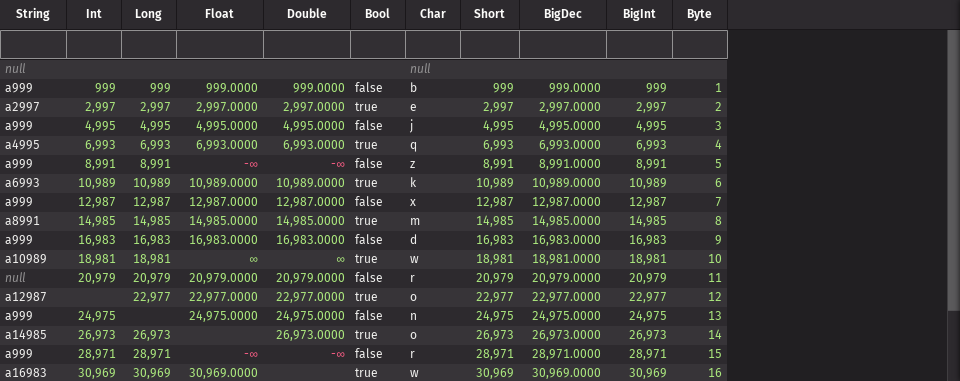 String Int Long Float Double Bool Char Short BigDec BigInt Byte
null null
a999 999 999 999.0000 999.0000 false b 999 999.0000 999 1
a2997 2,997 2,997 2,997.0000 2,997.0000 true e 2,997 2,997.0000 2,997 2
a999 4,995 4,995 4,995.0000 4,995.0000 false j 4,995 4,995.0000 4,995 3
a4995 6,993 6,993 6,993.0000 6,993.0000 true q 6,993 6,993.0000 6,993 4
a999 8,991 8,991 -∞ -∞ false z 8,991 8,991.0000 8,991 5
a6993 10,989 10,989 10,989.0000 10,989.0000 true k 10,989 10,989.0000 10,989 6
a999 12,987 12,987 12,987.0000 12,987.0000 false x 12,987 12,987.0000 12,987 7
a8991 14,985 14,985 14,985.0000 14,985.0000 true m 14,985 14,985.0000 14,985 8
a999 16,983 16,983 16,983.0000 16,983.0000 false d 16,983 16,983.0000 16,983 9
a10989 18,981 18,981 ∞ ∞ true w 18,981 18,981.0000 18,981 10
null 20,979 20,979 20,979.0000 20,979.0000 false r 20,979 20,979.0000 20,979 11
a12987 22,977 22,977.0000 22,977.0000 true o 22,977 22,977.0000 22,977 12
a999 24,975 24,975.0000 24,975.0000 false n 24,975 24,975.0000 24,975 13
a14985 26,973 26,973 26,973.0000 true o 26,973 26,973.0000 26,973 14
a999 28,971 28,971 -∞ -∞ false r 28,971 28,971.0000 28,971 15
a16983 30,969 30,969 30,969.0000 true w 30,969 30,969.0000 30,969 16